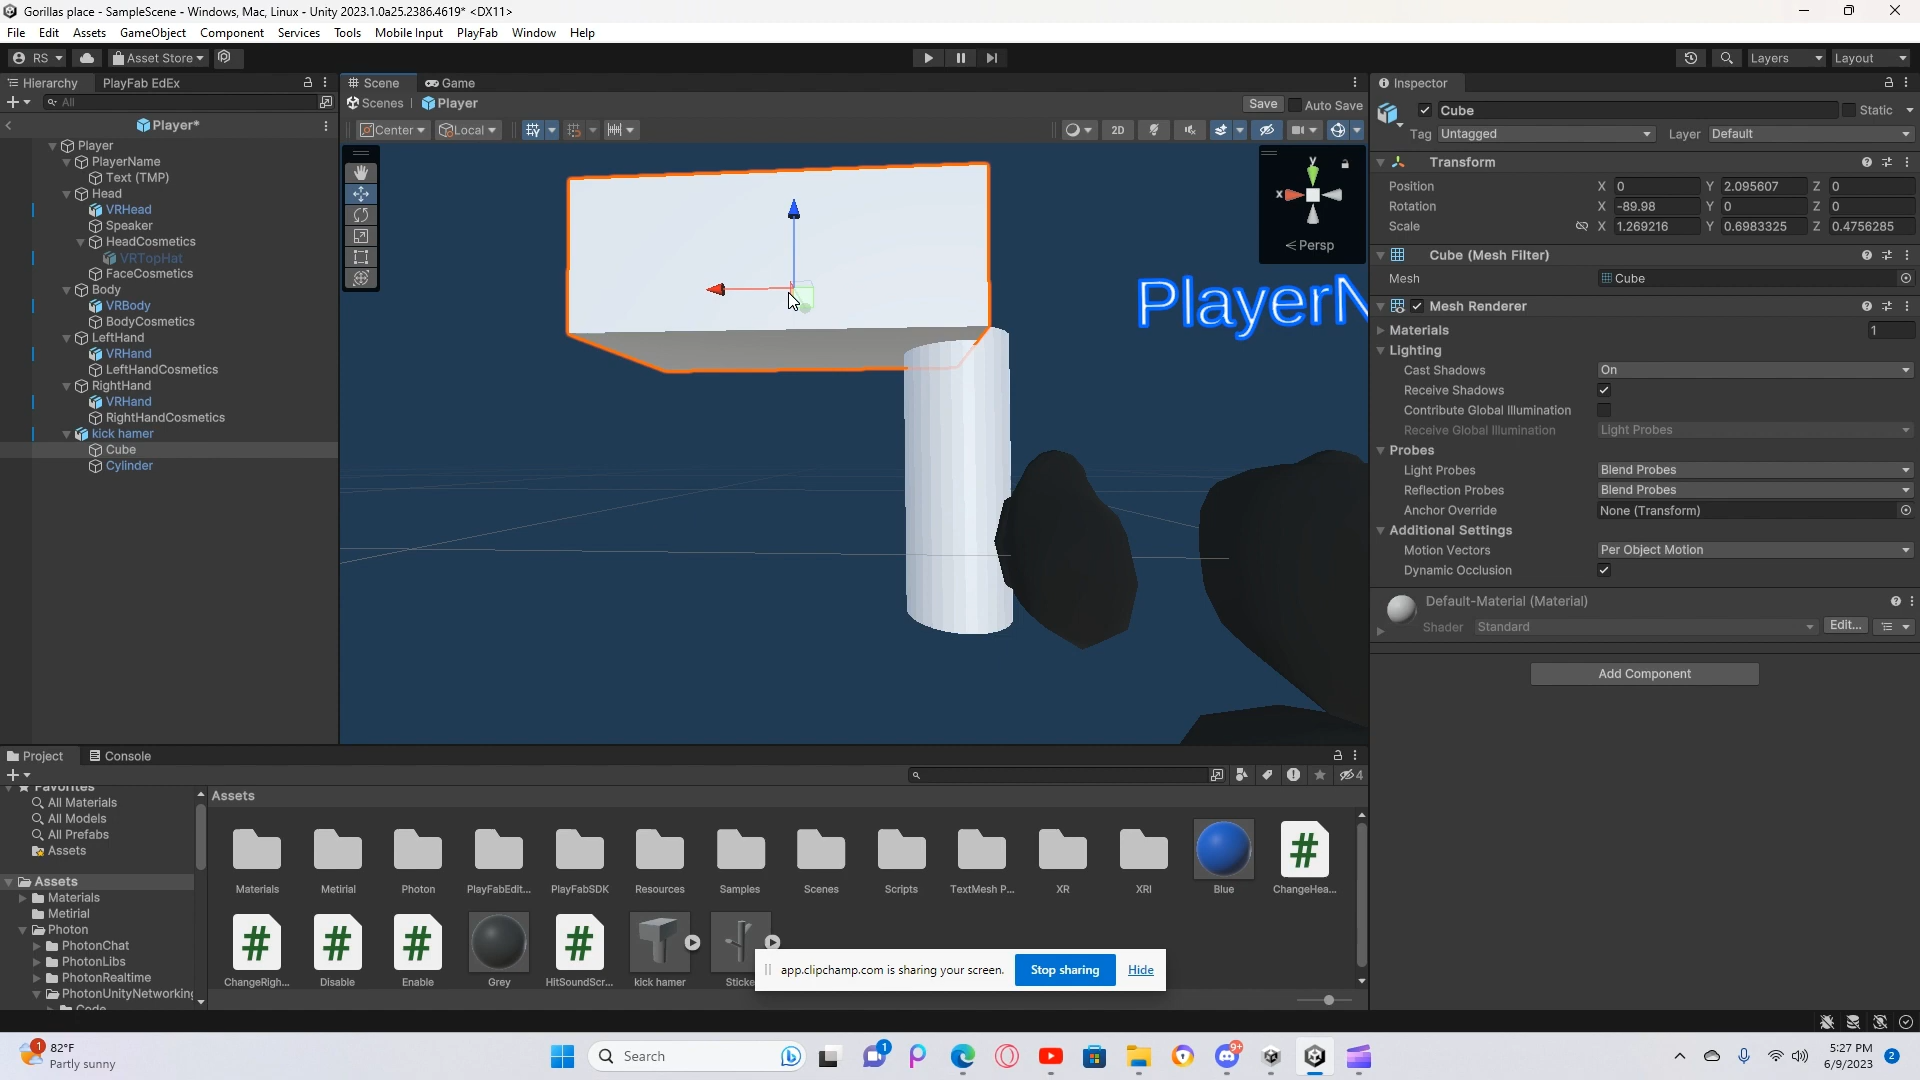 Gorillas place - SampleScene - Windows, Mac, Linux - Unity 2023.1.0a25.2386.4619* <DX11>
File Edit Assets GameObject Component Services Tools Mobile Input PlayFab Window Help
RS Asset Store Layers Layout
Hierarchy PlayFab EdEx
All
Player*
Player
PlayerName
Text (TMP)
Head
VRHead
Speaker
HeadCosmetics
VRTopHat
FaceCosmetics
Body
VRBody
BodyCosmetics
LeftHand
VRHand
LeftHandCosmetics
RightHand
VRHand
RightHandCosmetics
kick hamer
Cube
Cylinder
Scene Game
Scenes | Player Save Auto Save
Center Local 2D
y
x
Persp
PlayerN
Inspector
Cube Static
Tag Untagged Layer Default
Transform
Position X 0 Y 2.095607 Z 0
Rotation X -89.98 Y 0 Z 0
Scale X 1.269216 Y 0.6983325 Z 0.4756285
Cube (Mesh Filter)
Mesh Cube
Mesh Renderer
Materials 1
Lighting
Cast Shadows On
Receive Shadows
Contribute Global Illumination
Receive Global Illumination Light Probes
Probes
Light Probes Blend Probes
Reflection Probes Blend Probes
Anchor Override None (Transform)
Additional Settings
Motion Vectors Per Object Motion
Dynamic Occlusion
Default-Material (Material)
Shader Standard Edit...
Add Component
Project Console
4
Favorites
All Materials
All Models
All Prefabs
Assets
Assets
Materials
Metirial
Photon
PhotonChat
PhotonLibs
PhotonRealtime
PhotonUnityNetworking
Code
Assets
Materials Metirial Photon PlayFabEdit... PlayFabSDK Resources Samples Scenes Scripts TextMesh P... XR XRI Blue ChangeHea...
ChangeRigh... Disable Enable Grey HitSoundScr... kick hamer Sticke
app.clipchamp.com is sharing your screen. Stop sharing Hide
1 82°F
Partly sunny
Search
1
9+
5:27 PM
6/9/2023
2